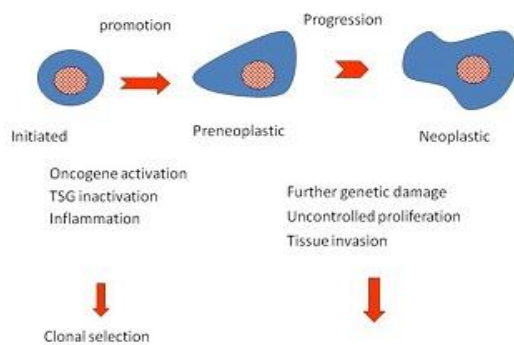 promotion
Progression
Initiated
Preneoplastic
Neoplastic
Oncogene activation
TSG inactivation
Inflammation
Further genetic damage
Uncontrolled proliferation
Tissue invasion
Clonal selection